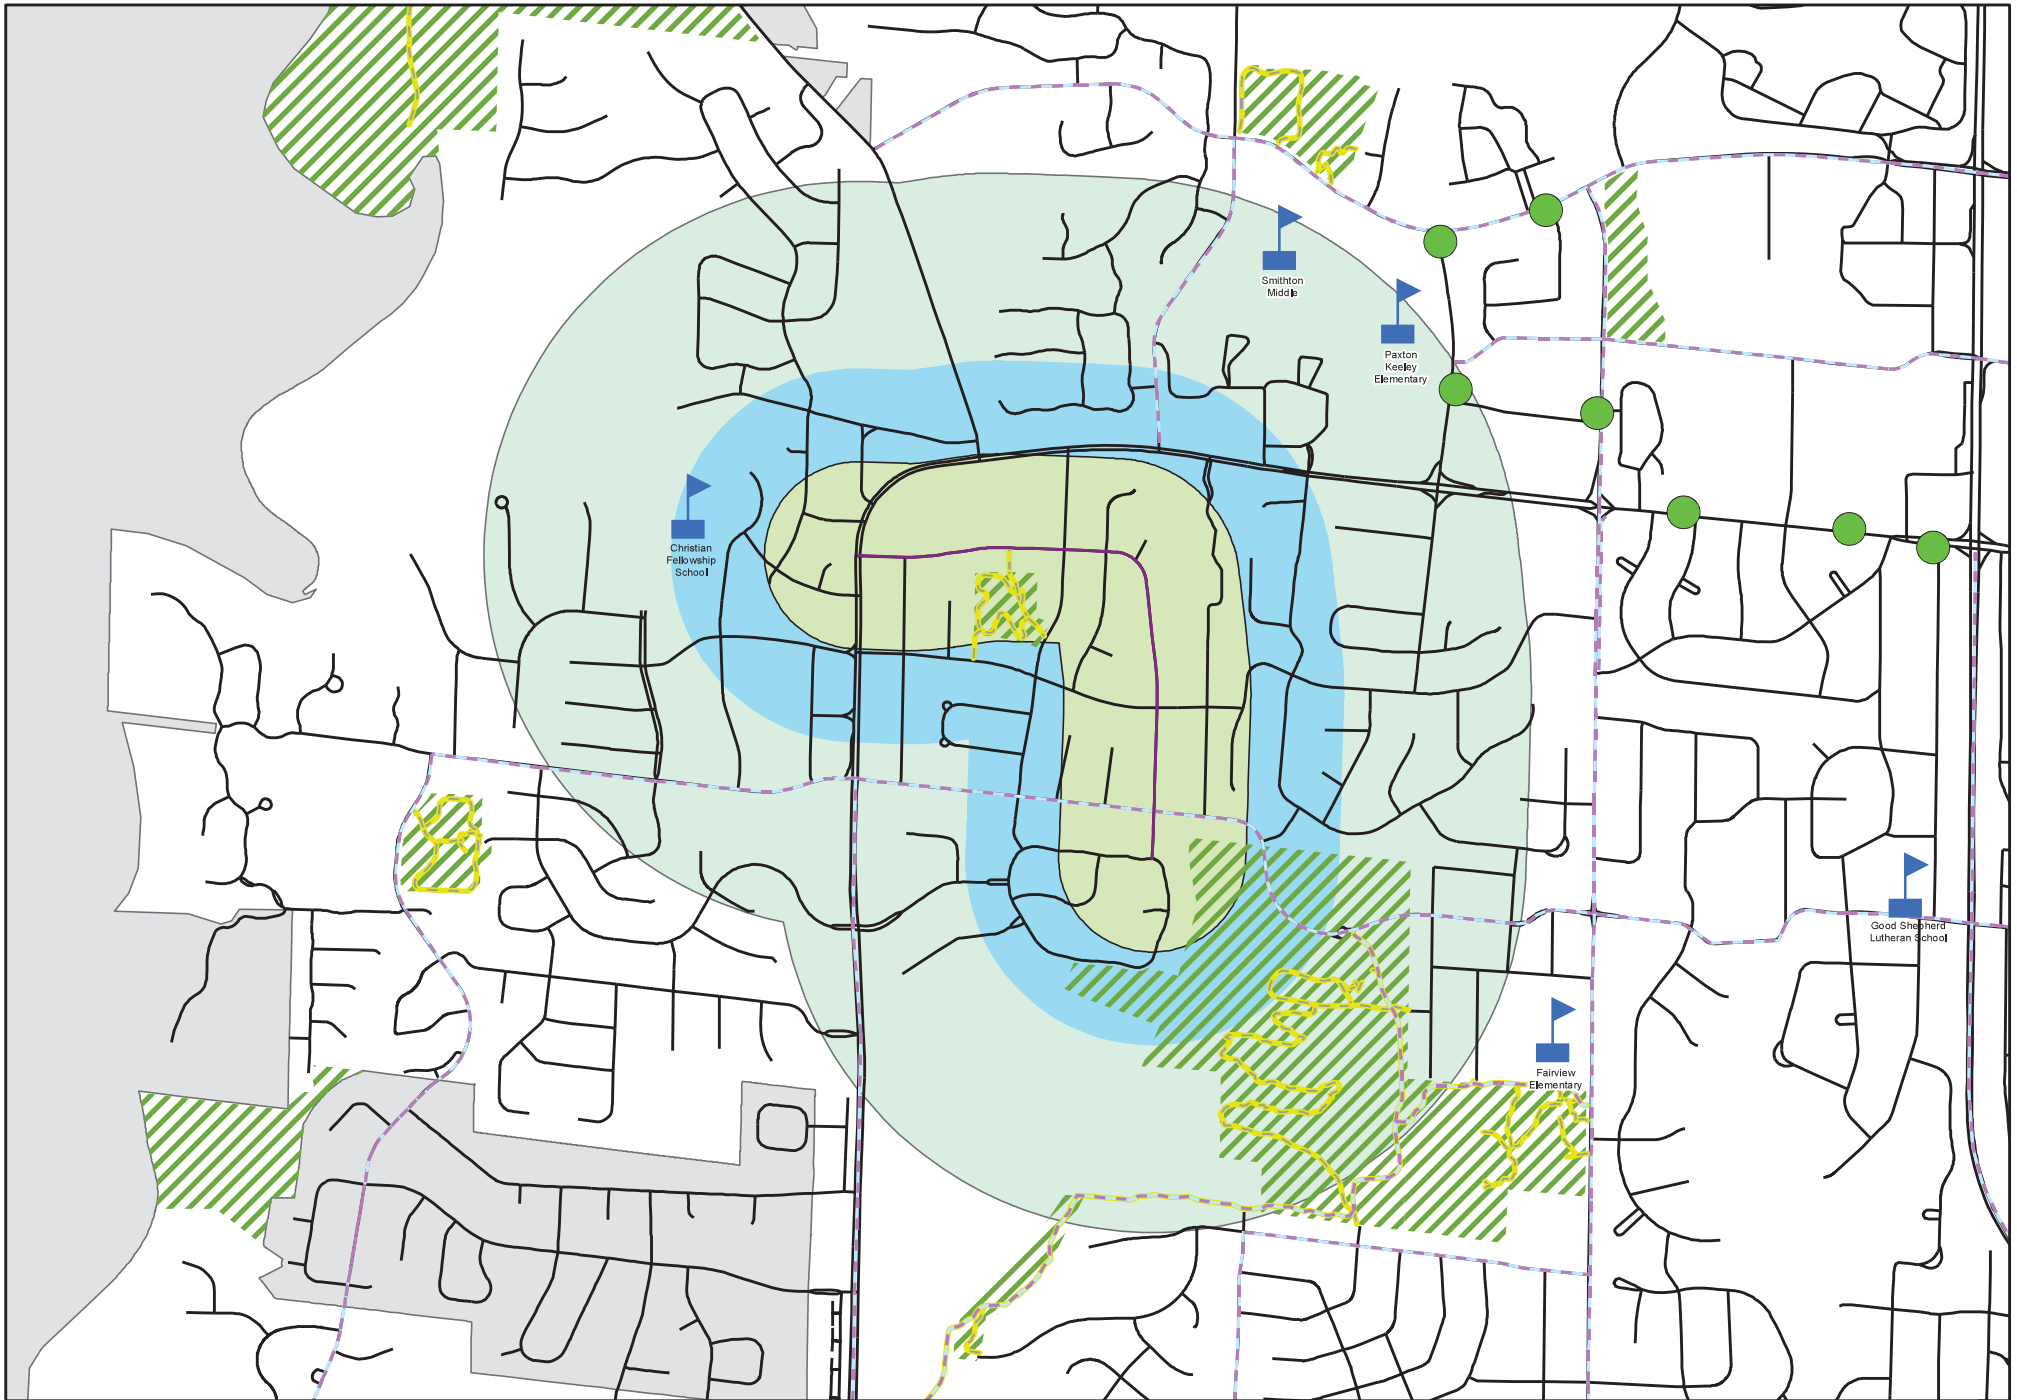 Smithton
Middle
Paxton
Keeley
Elementary
Christian
Fellowship
School
Good Shepherd
Lutheran School
Fairview
Elementary